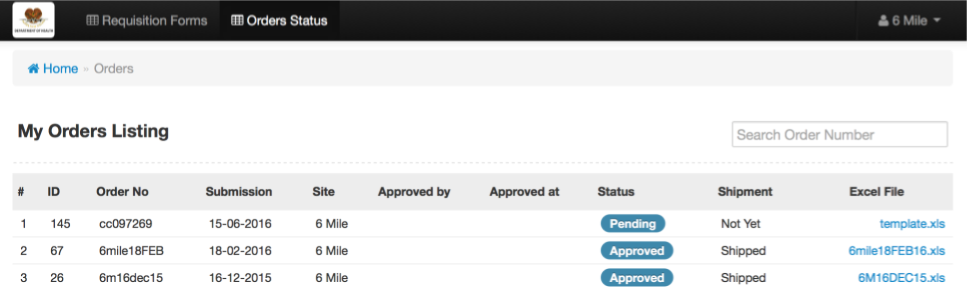 DEPARTMENT OF HEALTH
Requisition Forms Orders Status 6 Mile
Home » Orders
My Orders Listing
Search Order Number
# ID Order No Submission Site Approved by Approved at Status Shipment Excel File
1 145 cc097269 15-06-2016 6 Mile Pending Not Yet template.xls
2 67 6mile18FEB 18-02-2016 6 Mile Approved Shipped 6mile18FEB16.xls
3 26 6m16dec15 16-12-2015 6 Mile Approved Shipped 6M16DEC15.xls